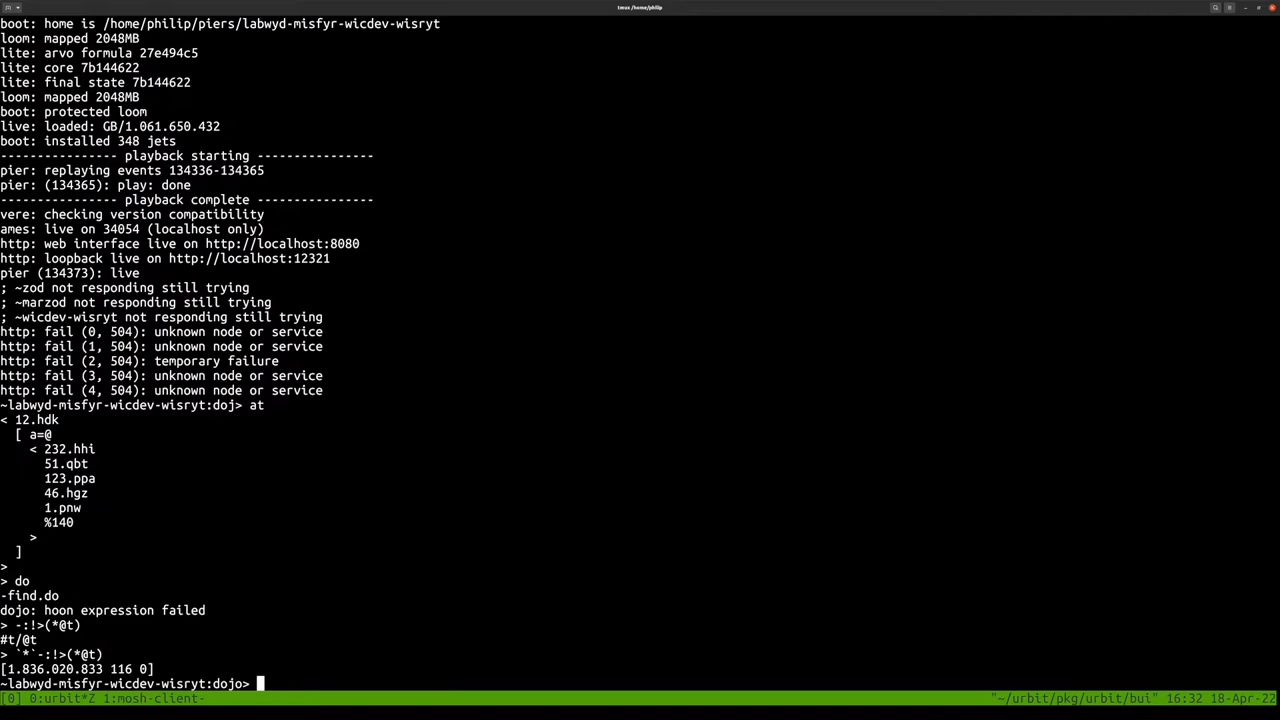 tmux /home/philip
boot: home is /home/philip/piers/labwyd-misfyr-wicdev-wisryt
loom: mapped 2048MB
lite: arvo formula 27e494c5
lite: core 7b144622
lite: final state 7b144622
loom: mapped 2048MB
boot: protected loom
live: loaded: GB/1.061.650.432
boot: installed 348 jets
---------------- playback starting ----------------
pier: replaying events 134336-134365
pier: (134365): play: done
---------------- playback complete ----------------
vere: checking version compatibility
ames: live on 34054 (localhost only)
http: web interface live on http://localhost:8080
http: loopback live on http://localhost:12321
pier (134373): live
; ~zod not responding still trying
; ~marzod not responding still trying
; ~wicdev-wisryt not responding still trying
http: fail (0, 504): unknown node or service
http: fail (1, 504): unknown node or service
http: fail (2, 504): temporary failure
http: fail (3, 504): unknown node or service
http: fail (4, 504): unknown node or service
~labwyd-misfyr-wicdev-wisryt:doj> at
< 12.hdk
[ a=@
< 232.hhi
51.qbt
123.ppa
46.hgz
1.pnw
%140
>
]
>
> do
-find.do
dojo: hoon expression failed
> -:!>(*@t)
#t/@t
> `*`-:!>(*@t)
[1.836.020.833 116 0]
~labwyd-misfyr-wicdev-wisryt:dojo>
[0] 0:urbit*Z 1:mosh-client- "~/urbit/pkg/urbit/bui" 16:32 18-Apr-22